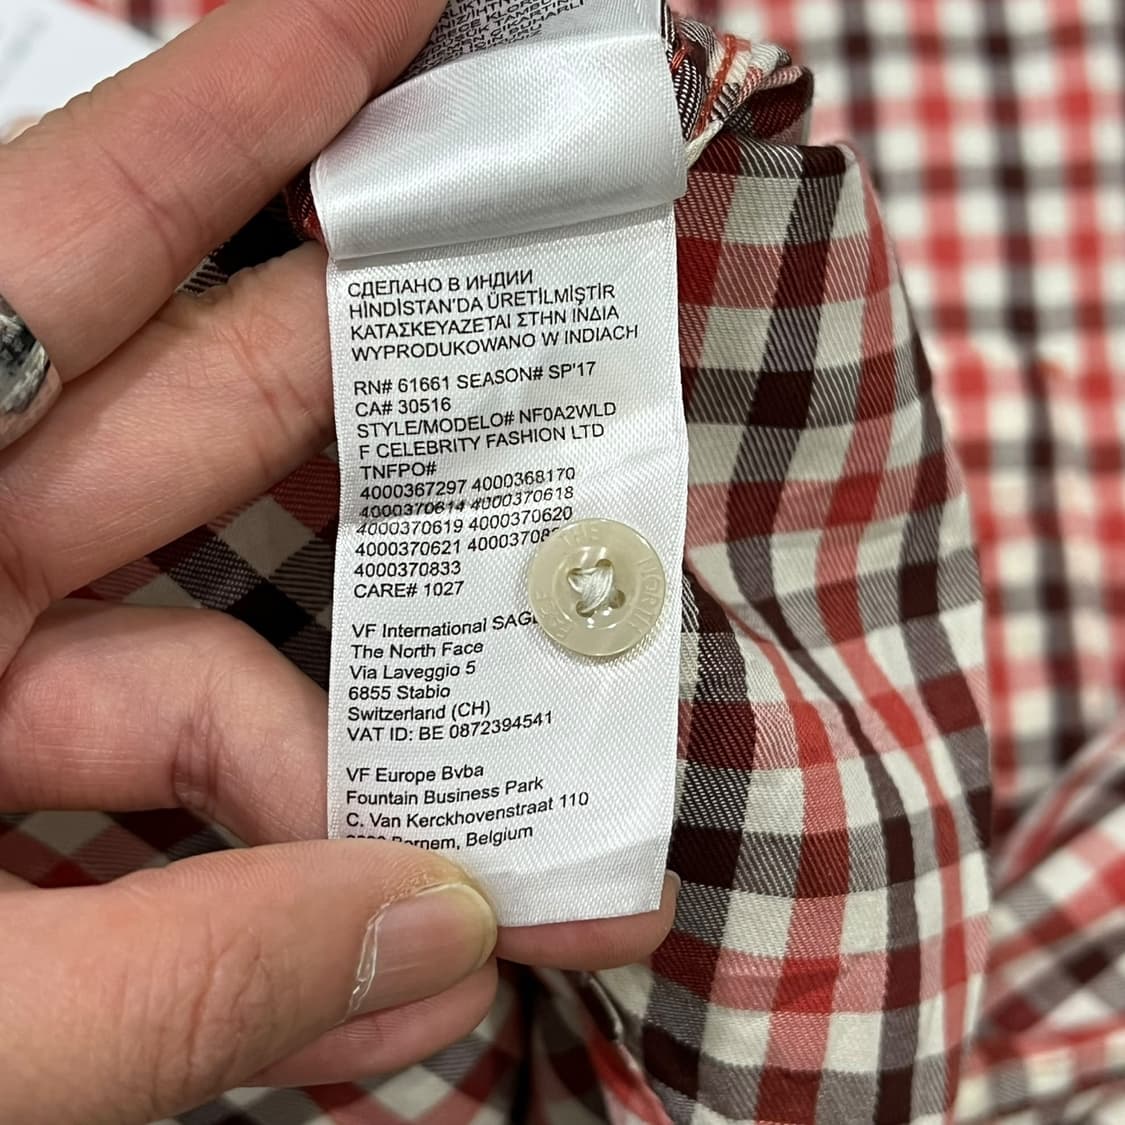 СДЕЛАНО В ИНДИИ
HİNDİSTAN'DA ÜRETİLMİŞTİR
ΚΑΤΑΣΚΕΥΑΖΕΤΑΙ ΣΤΗΝ ΙΝΔΙΑ
WYPRODUKOWANO W INDIACH
RN# 61661 SEASON# SP'17
CA# 30516
STYLE/MODELO# NF0A2WLD
F CELEBRITY FASHION LTD
TNFPO#
4000367297 4000368170
4000370614 4000370618
4000370619 4000370620
4000370621
4000370833
CARE# 1027
VF International
The North Face
Via Laveggio 5
6855 Stabio
Switzerland (CH)
VAT ID: BE 0872394541
VF Europe Bvba
Fountain Business Park
C. Van Kerckhovenstraat 110
Belgium
THE NORTH FACE